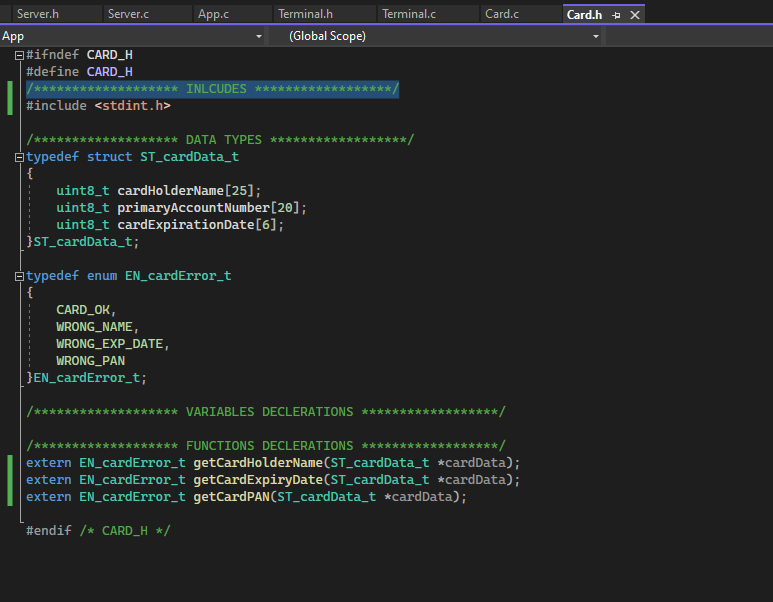 Server.h Server.c App.c Terminal.h Terminal.c Card.c Card.h
App (Global Scope)
#ifndef CARD_H
#define CARD_H
/******************* INLCUDES ******************/
#include <stdint.h>
/******************* DATA TYPES ******************/
typedef struct ST_cardData_t
{
uint8_t cardHolderName[25];
uint8_t primaryAccountNumber[20];
uint8_t cardExpirationDate[6];
}ST_cardData_t;
typedef enum EN_cardError_t
{
CARD_OK,
WRONG_NAME,
WRONG_EXP_DATE,
WRONG_PAN
}EN_cardError_t;
/******************* VARIABLES DECLERATIONS ******************/
/******************* FUNCTIONS DECLERATIONS ******************/
extern EN_cardError_t getCardHolderName(ST_cardData_t *cardData);
extern EN_cardError_t getCardExpiryDate(ST_cardData_t *cardData);
extern EN_cardError_t getCardPAN(ST_cardData_t *cardData);
#endif /* CARD_H */